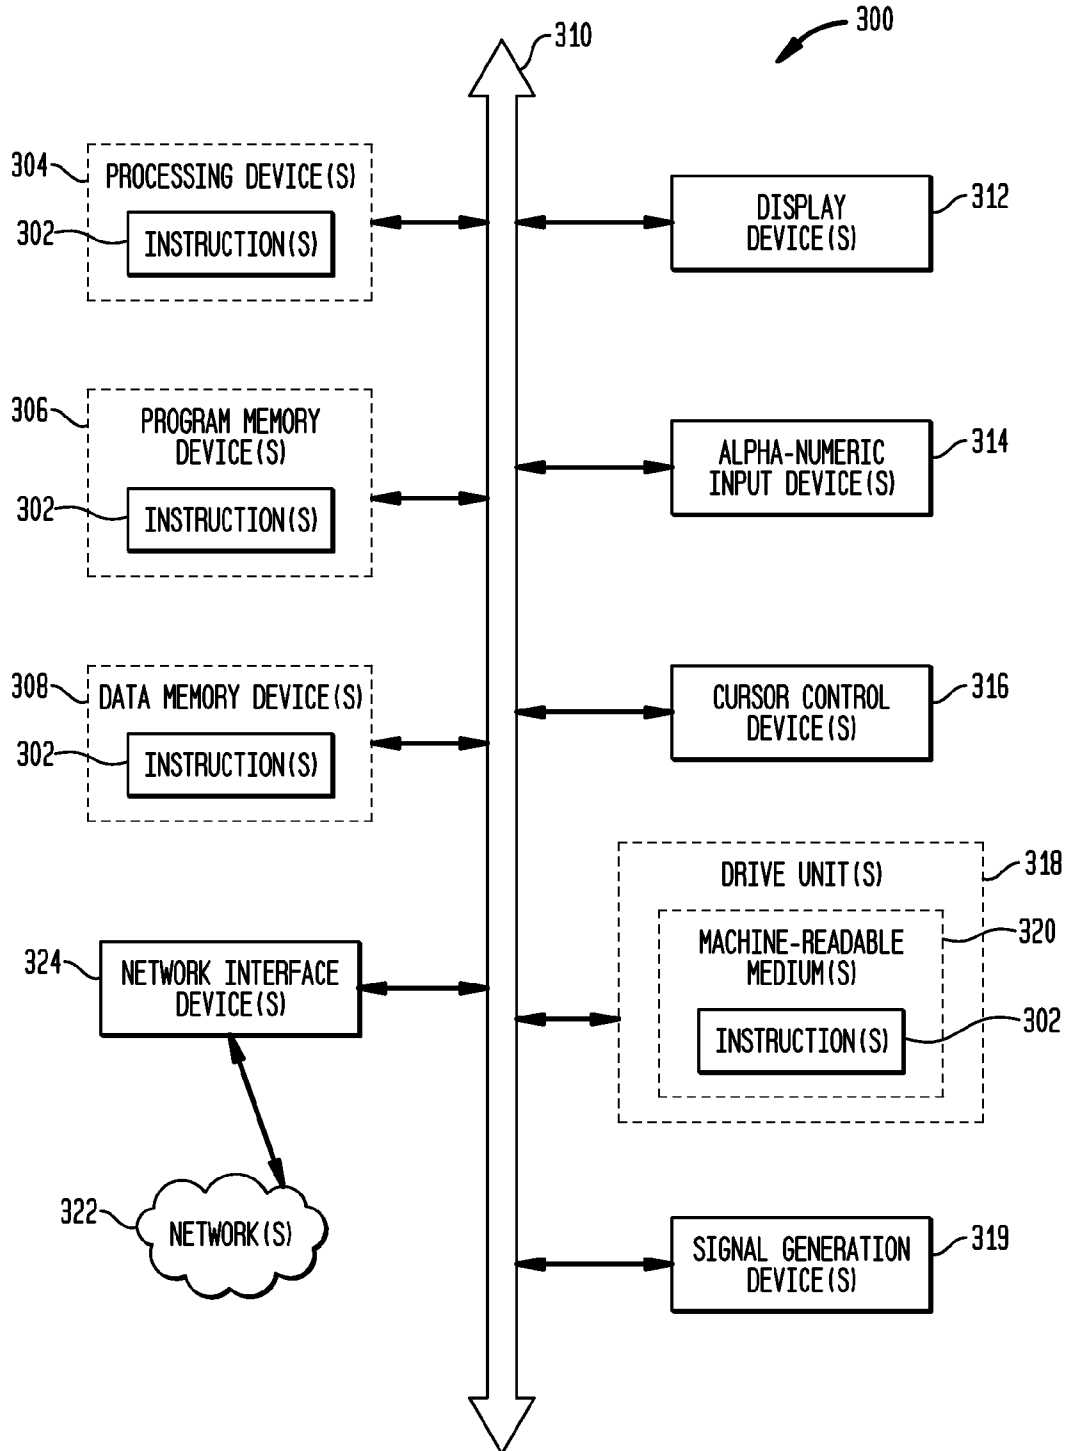 300
310
304
PROCESSING DEVICE(S)
302
INSTRUCTION(S)
DISPLAY
DEVICE(S)
312
306
PROGRAM MEMORY
DEVICE(S)
302
INSTRUCTION(S)
ALPHA-NUMERIC
INPUT DEVICE(S)
314
308
DATA MEMORY DEVICE(S)
302
INSTRUCTION(S)
CURSOR CONTROL
DEVICE(S)
316
DRIVE UNIT(S)
318
MACHINE-READABLE
MEDIUM(S)
320
INSTRUCTION(S)
302
324
NETWORK INTERFACE
DEVICE(S)
322
NETWORK(S)
SIGNAL GENERATION
DEVICE(S)
319